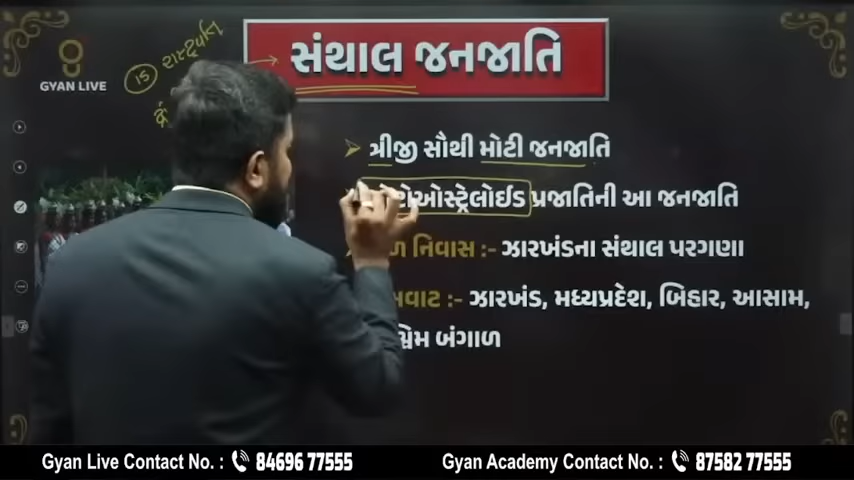 15 રાષ્ટ્રપતિ
GYAN LIVE
સંથાલ જનજાતિ
ત્રીજી સૌથી મોટી જનજાતિ
ઓસ્ટ્રેલોઈડ પ્રજાતિની આ જનજાતિ
નિવાસ :- ઝારખંડના સંથાલ પરગણા
:- ઝારખંડ, મધ્યપ્રદેશ, બિહાર, આસામ,
બંગાળ
Gyan Live Contact No. : 84696 77555
Gyan Academy Contact No. : 87582 77555